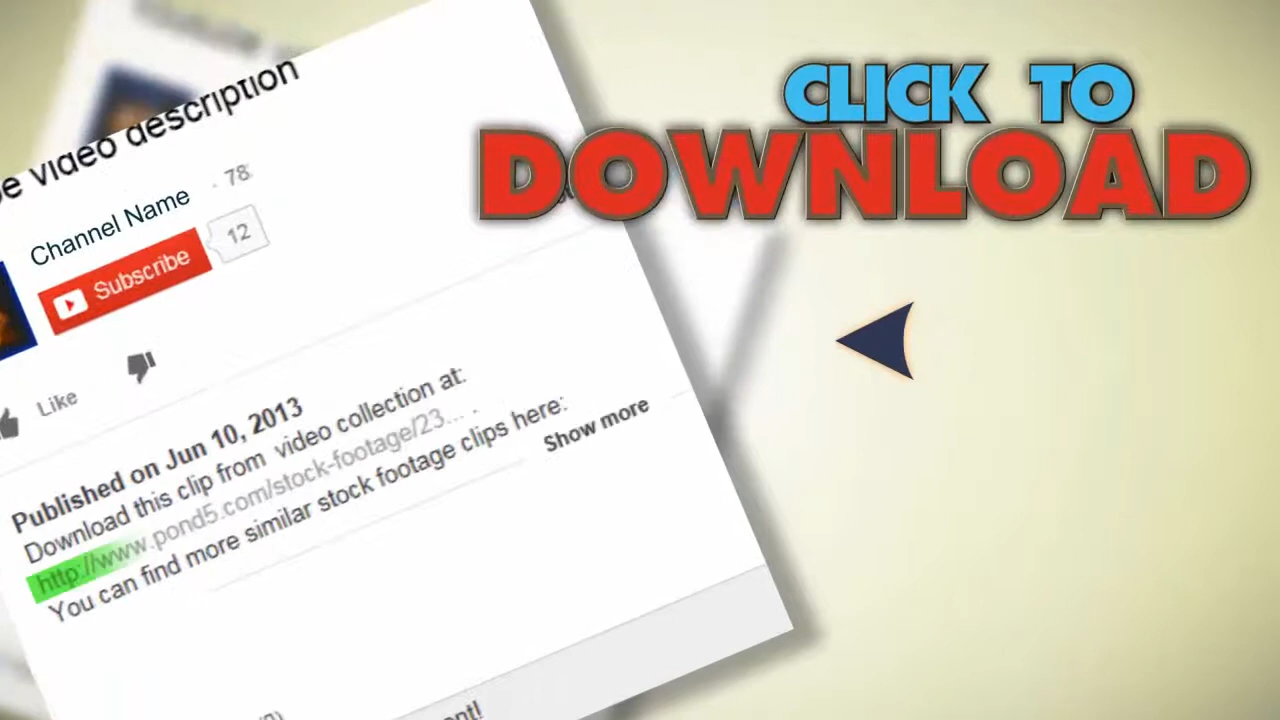 CLICK TO
DOWNLOAD
video description
Channel Name
78
Subscribe
12
Like
Published on Jun 10, 2013
Download this clip from video collection at:
http://www.pond5.com/stock-footage/23...
You can find more similar stock footage clips here:
Show more